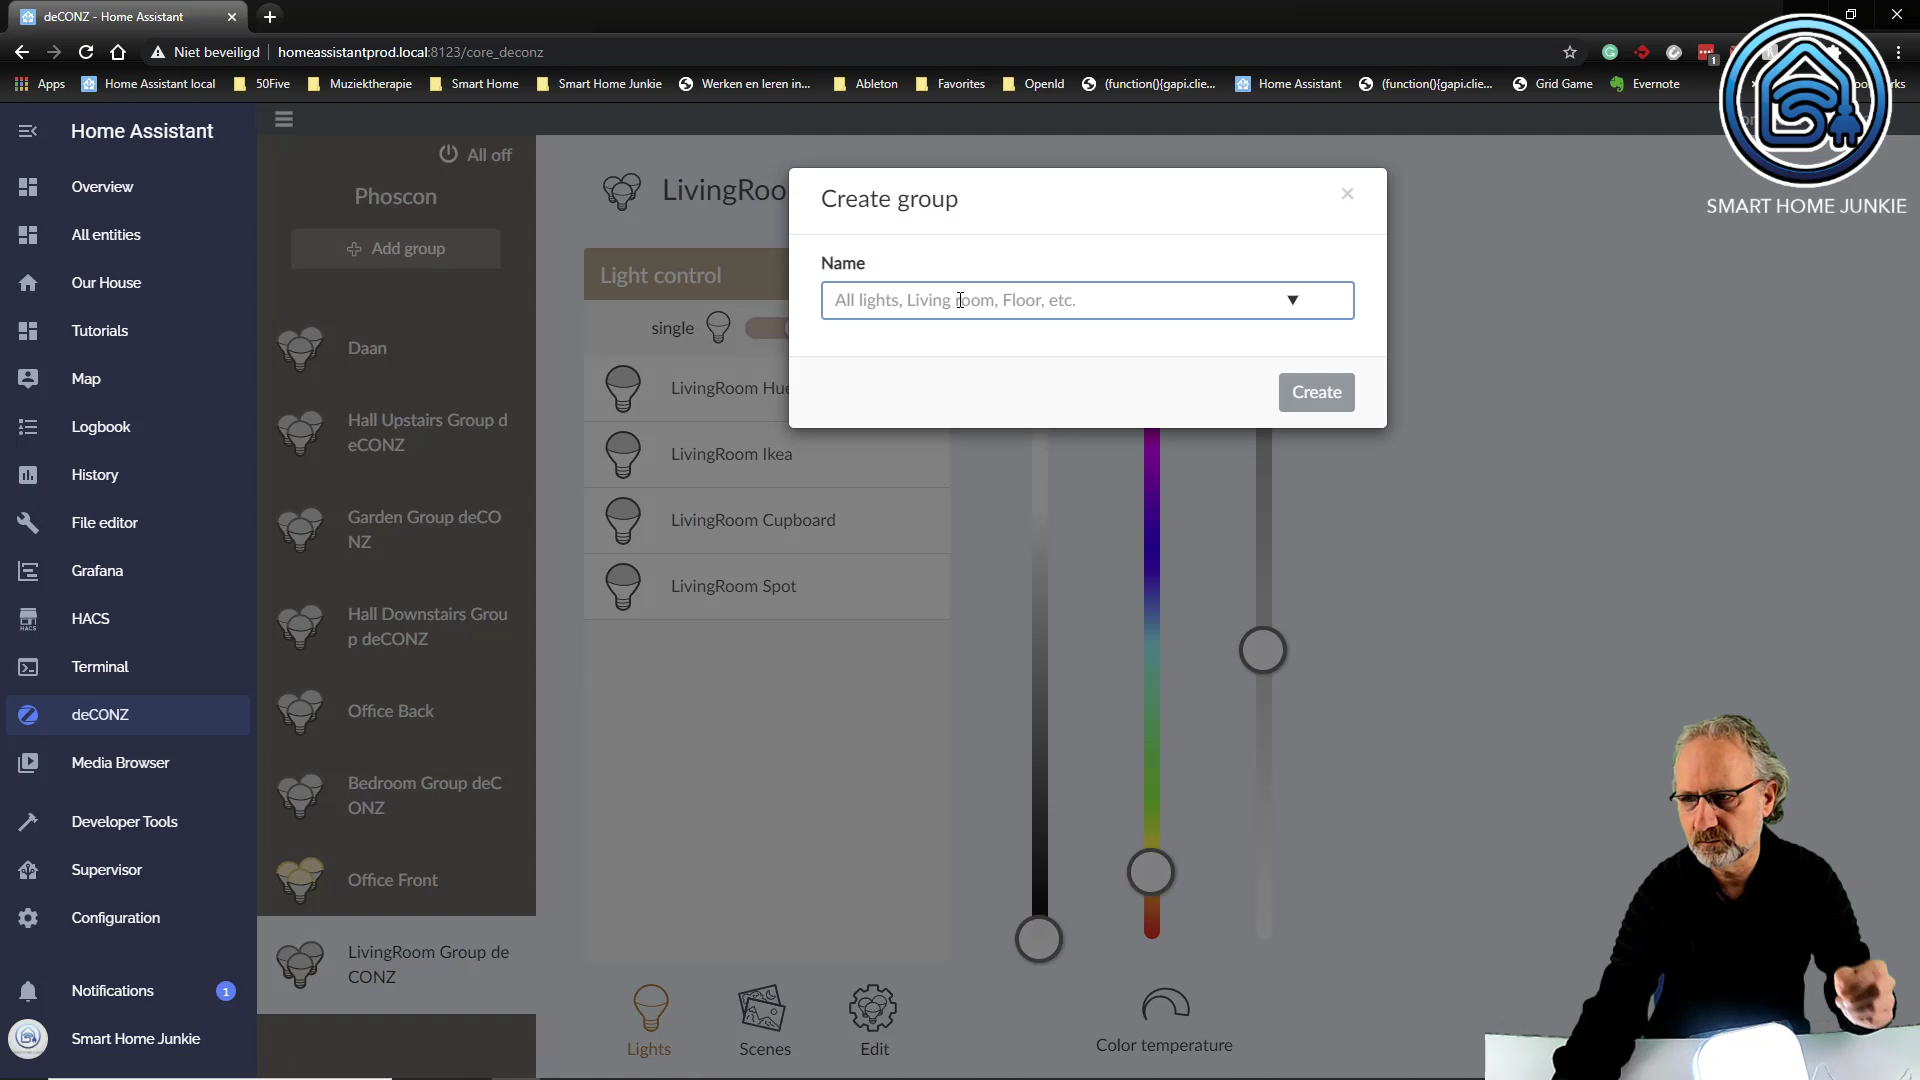 deCONZ - Home Assistant
Niet beveiligd
homeassistantprod.local:8123/core_deconz
1
Apps
Home Assistant local
50Five
Muziektherapie
Smart Home
Smart Home Junkie
Werken en leren in...
Ableton
Favorites
OpenId
(function(){gapi.clie...
Home Assistant
(function(){gapi.clie...
Grid Game
Evernote
SMART HOME JUNKIE
Home Assistant
Overview
All entities
Our House
Tutorials
Map
Logbook
History
File editor
Grafana
HACS
HACS
Terminal
deCONZ
Media Browser
Developer Tools
Supervisor
Configuration
Notifications
1
Smart Home Junkie
All off
Phoscon
Add group
Daan
Hall Upstairs Group d
eCONZ
Garden Group deCO
NZ
Hall Downstairs Grou
p deCONZ
Office Back
Bedroom Group deC
ONZ
Office Front
LivingRoom Group de
CONZ
LivingRoo
Light control
single
LivingRoom Hue
LivingRoom Ikea
LivingRoom Cupboard
LivingRoom Spot
Lights
Scenes
Edit
Color temperature
Create group
×
Name
All lights, Living room, Floor, etc.
Create